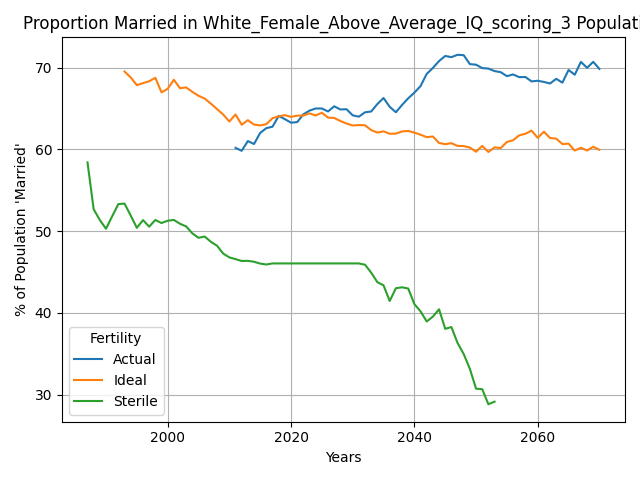 Proportion Married in White_Female_Above_Average_IQ_scoring_3 Populati
% of Population 'Married'
70
60
50
40
30
Fertility
Actual
Ideal
Sterile
2000
2020
2040
2060
Years